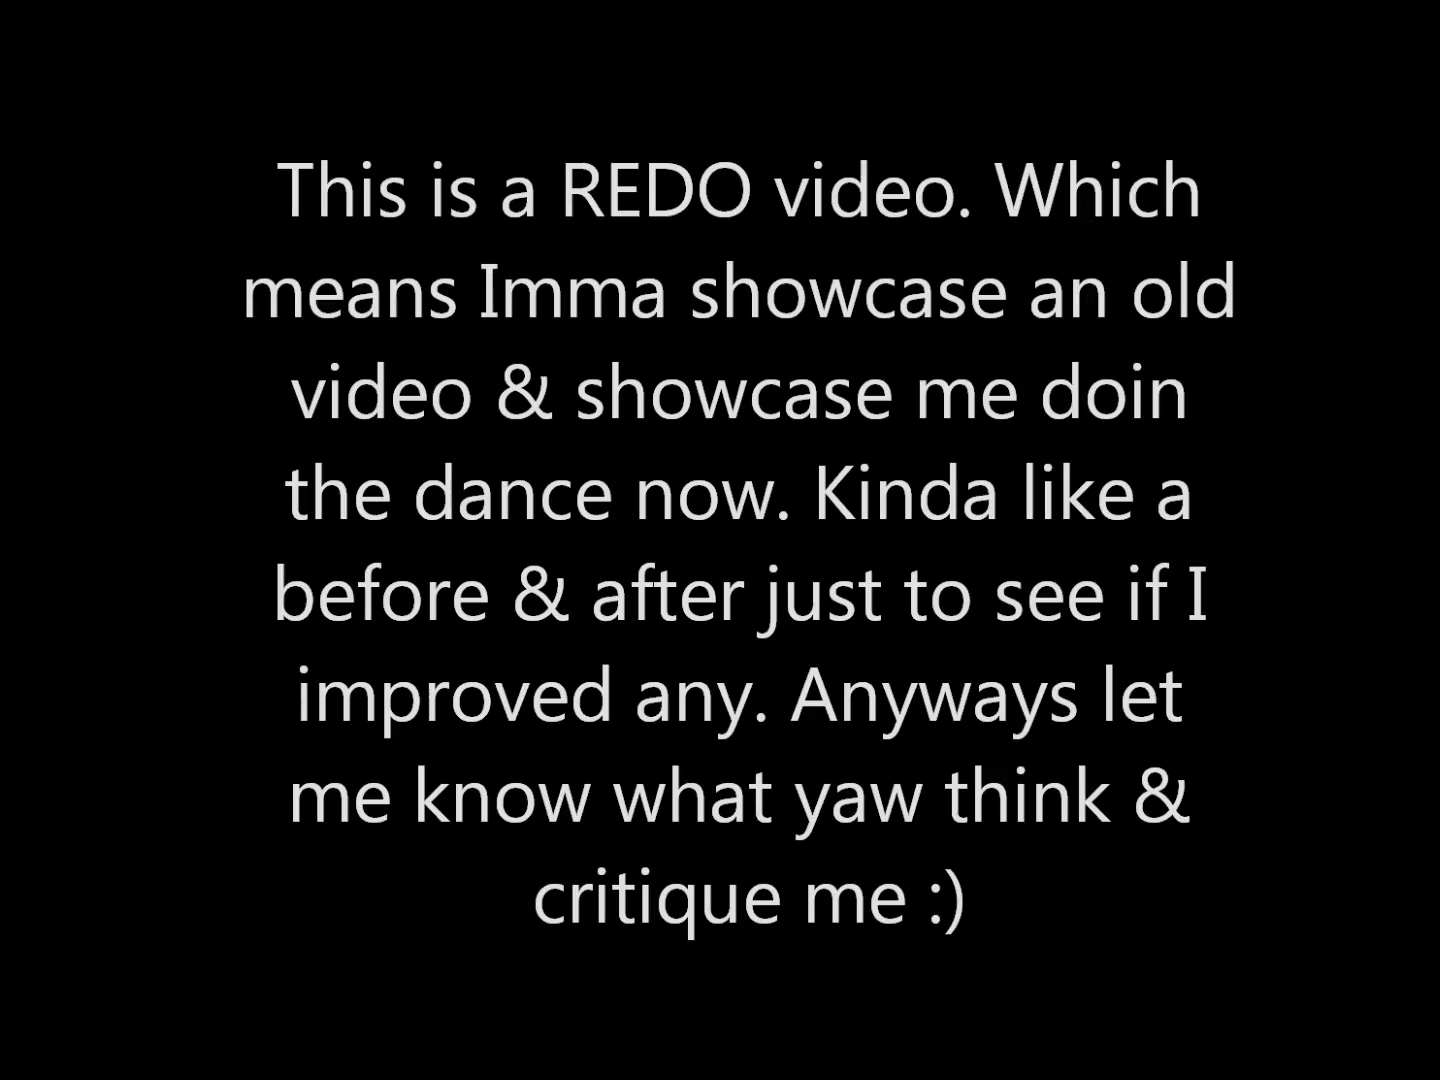 This is a REDO video. Which
means Imma showcase an old
video & showcase me doin
the dance now. Kinda like a
before & after just to see if I
improved any. Anyways let
me know what yaw think &
critique me :)